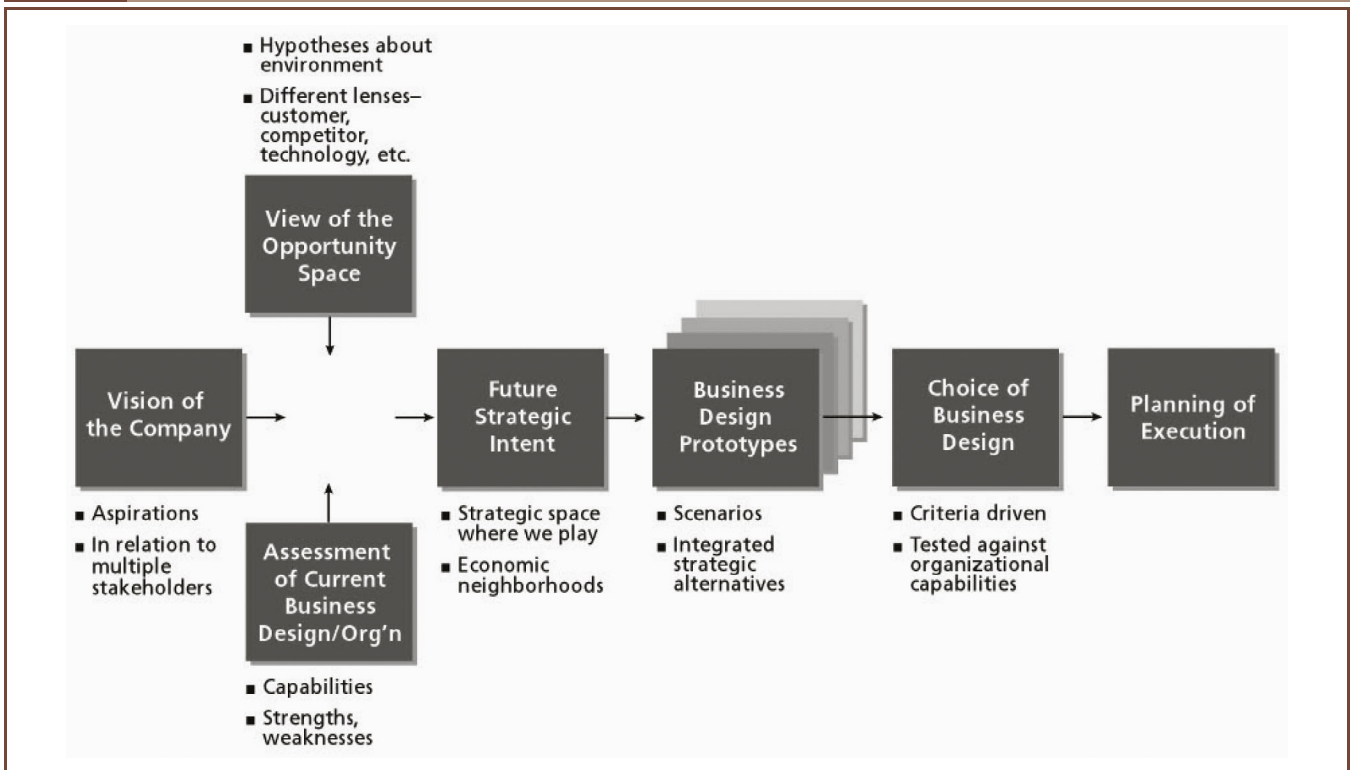 ■ Hypotheses about
environment
■ Different lenses–
customer,
competitor,
technology, etc.
View of the
Opportunity
Space
Vision of
the Company
■ Aspirations
■ In relation to
multiple
stakeholders
Assessment
of Current
Business
Design/Org'n
■ Capabilities
■ Strengths,
weaknesses
Future
Strategic
Intent
■ Strategic space
where we play
■ Economic
neighborhoods
Business
Design
Prototypes
■ Scenarios
■ Integrated
strategic
alternatives
Choice of
Business
Design
■ Criteria driven
■ Tested against
organizational
capabilities
Planning of
Execution